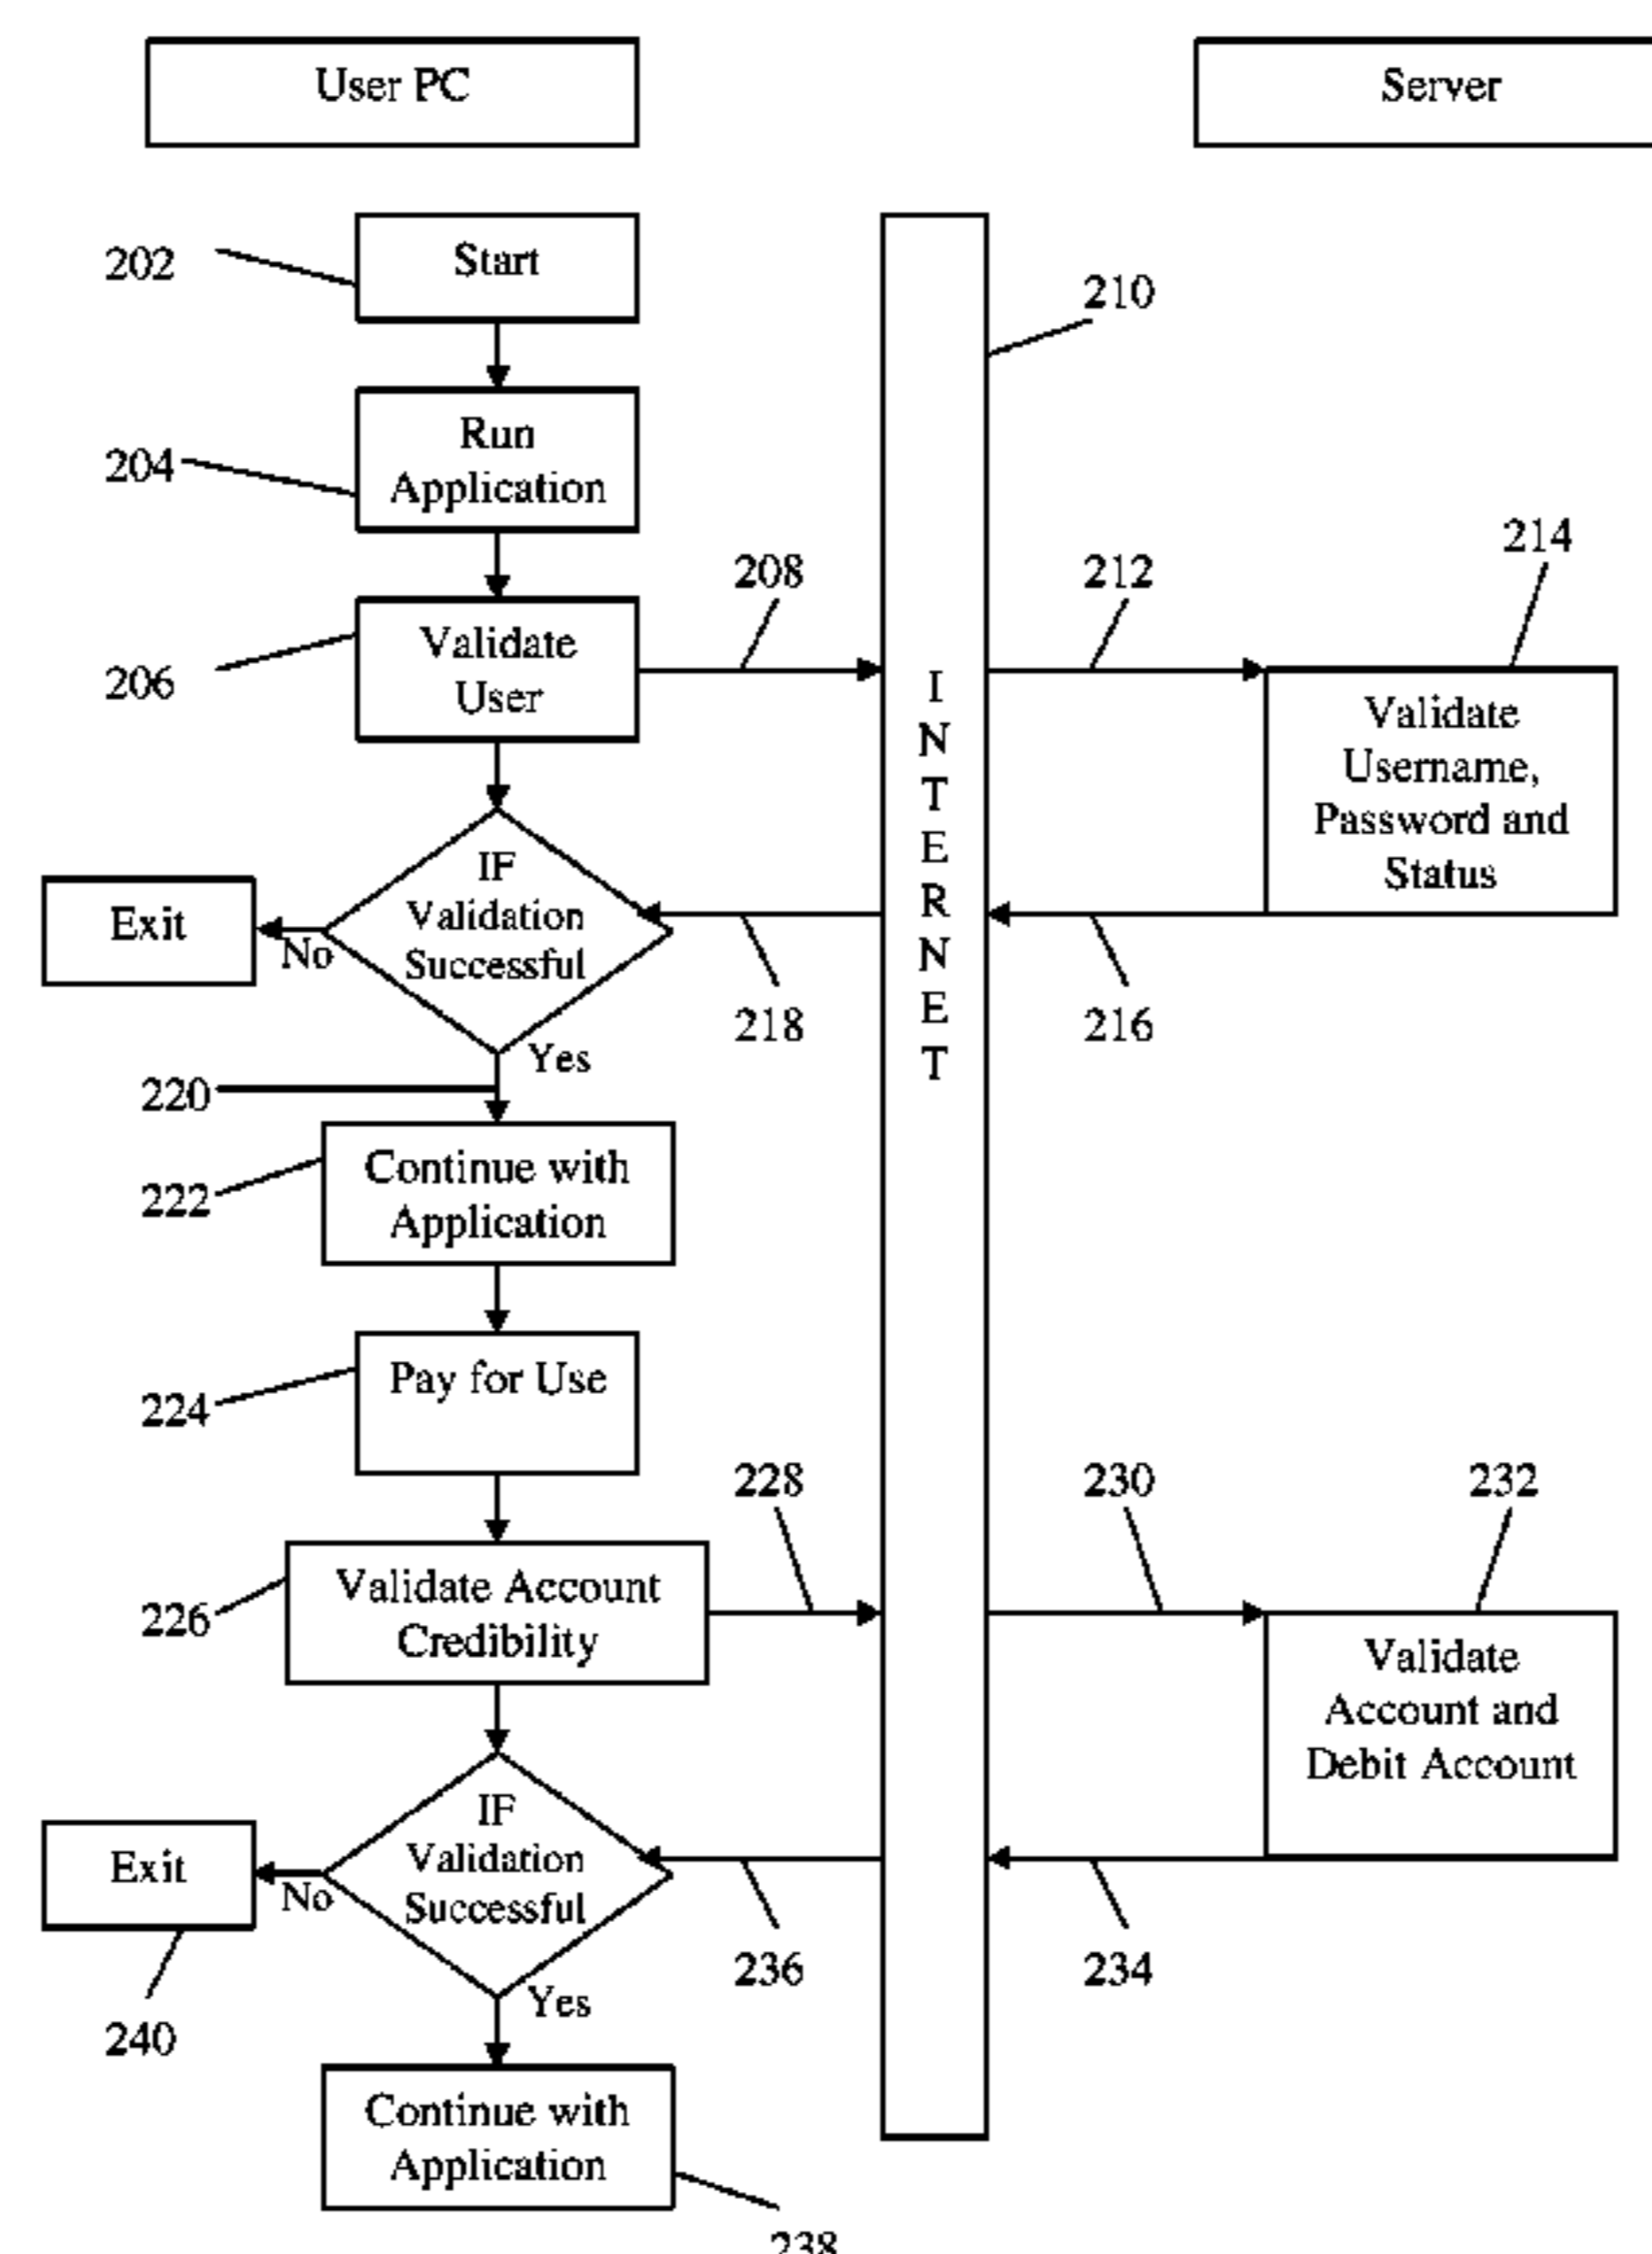 User PC
Server
202
Start
210
204
Run
Application
214
208
212
206
Validate
User
Validate
Username,
Password and
Status
INTERNET
IF
Validation
Successful
Exit
No
218
216
Yes
220
222
Continue with
Application
224
Pay for Use
228
230
232
226
Validate Account
Credibility
Validate
Account and
Debit Account
IF
Validation
Successful
Exit
No
236
234
Yes
240
Continue with
Application
238